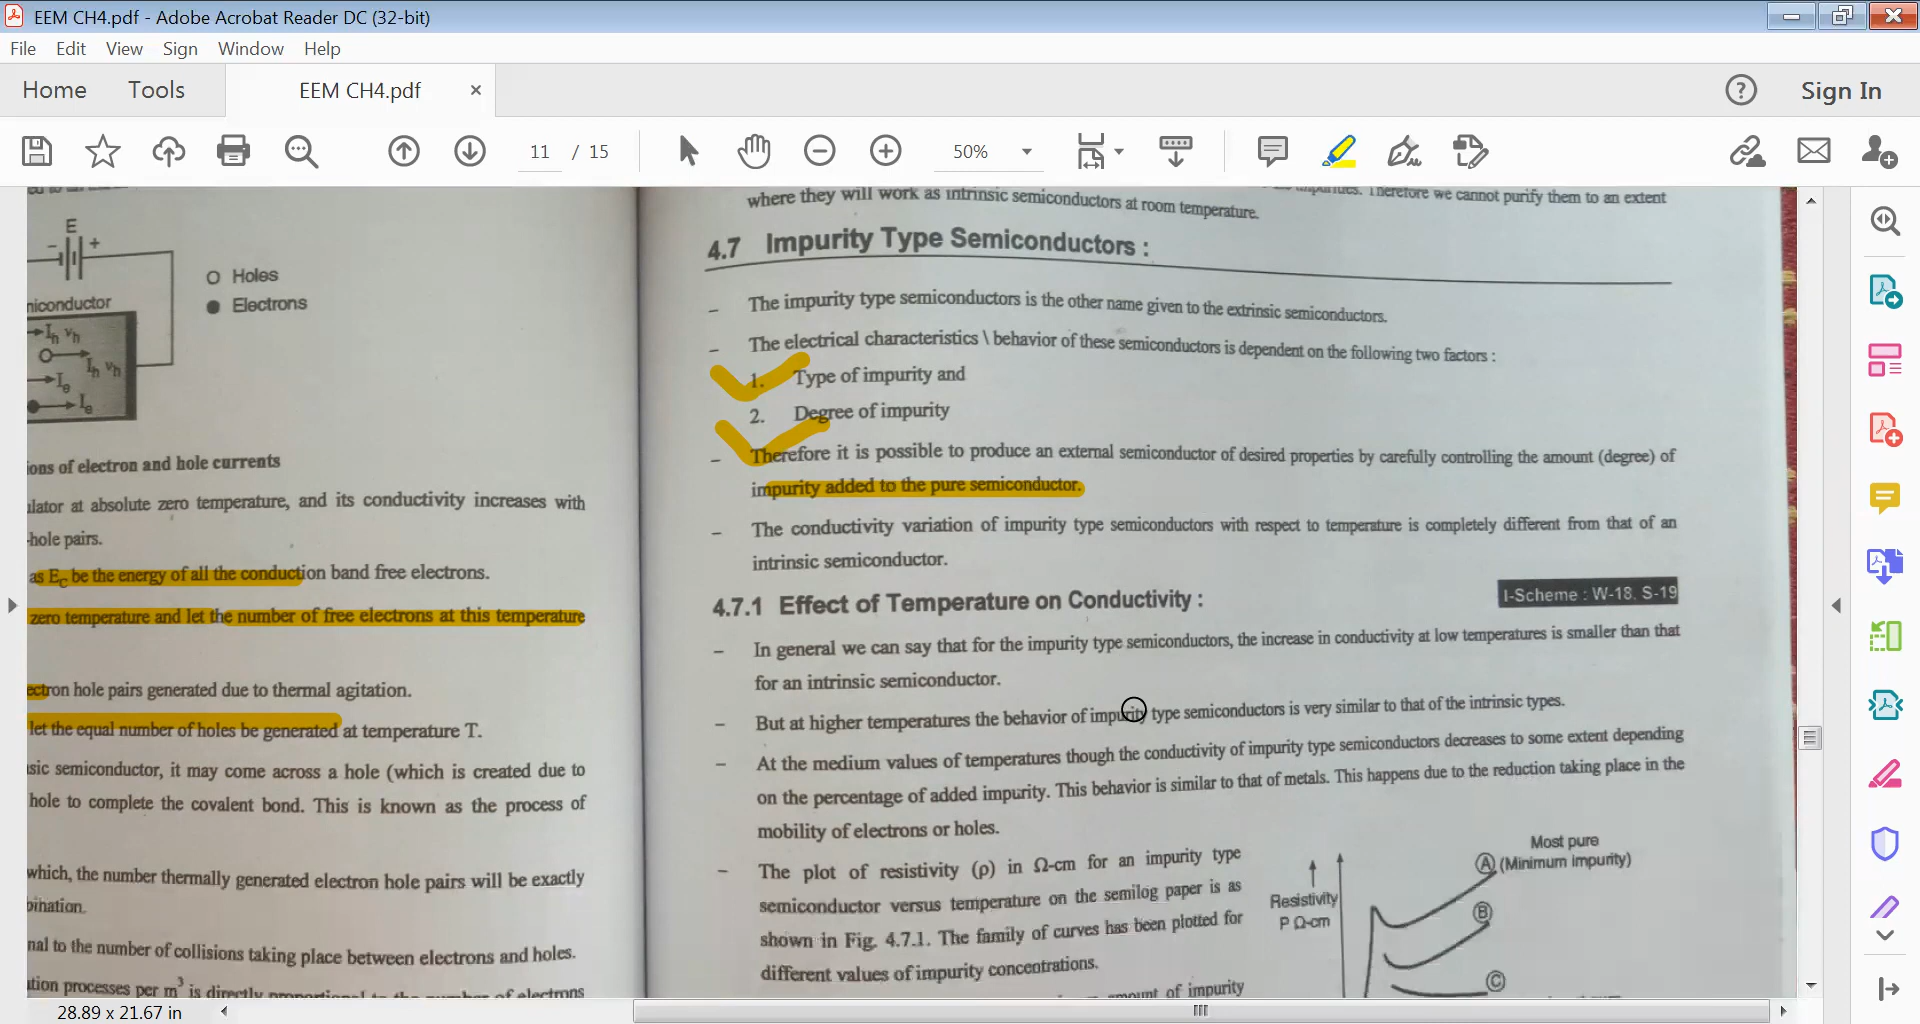 EEM CH4.pdf - Adobe Acrobat Reader DC (32-bit)
File Edit View Sign Window Help
Home Tools EEM CH4.pdf × ? Sign In
11 / 15 50%
E
- +
Holes
Electrons
Ih vh
Ih vh
Ie
Ie
of electron and hole currents
at absolute zero temperature, and its conductivity increases with
-hole pairs.
as EC be the energy of all the conduction band free electrons.
zero temperature and let the number of free electrons at this temperature
hole pairs generated due to thermal agitation.
let the equal number of holes be generated at temperature T.
semiconductor, it may come across a hole (which is created due to
hole to complete the covalent bond. This is known as the process of
which, the number thermally generated electron hole pairs will be exactly
to the number of collisions taking place between electrons and holes.
processes per m3 is directly of electrons
Therefore we cannot purify them to an extent
where they will work as intrinsic semiconductors at room temperature.
4.7 Impurity Type Semiconductors :
– The impurity type semiconductors is the other name given to the extrinsic semiconductors.
– The electrical characteristics \ behavior of these semiconductors is dependent on the following two factors :
1. Type of impurity and
2. Degree of impurity
– Therefore it is possible to produce an external semiconductor of desired properties by carefully controlling the amount (degree) of
impurity added to the pure semiconductor.
– The conductivity variation of impurity type semiconductors with respect to temperature is completely different from that of an
intrinsic semiconductor.
4.7.1 Effect of Temperature on Conductivity :
I-Scheme : W-18, S-19
– In general we can say that for the impurity type semiconductors, the increase in conductivity at low temperatures is smaller than that
for an intrinsic semiconductor.
– But at higher temperatures the behavior of impurity type semiconductors is very similar to that of the intrinsic types.
– At the medium values of temperatures though the conductivity of impurity type semiconductors decreases to some extent depending
on the percentage of added impurity. This behavior is similar to that of metals. This happens due to the reduction taking place in the
mobility of electrons or holes.
– The plot of resistivity (ρ) in Ω-cm for an impurity type
semiconductor versus temperature on the semilog paper is as
shown in Fig. 4.7.1. The family of curves has been plotted for
different values of impurity concentrations.
amount of impurity
Most pure
A (Minimum impurity)
Resistivity
P Ω-cm
B
C
28.89 x 21.67 in